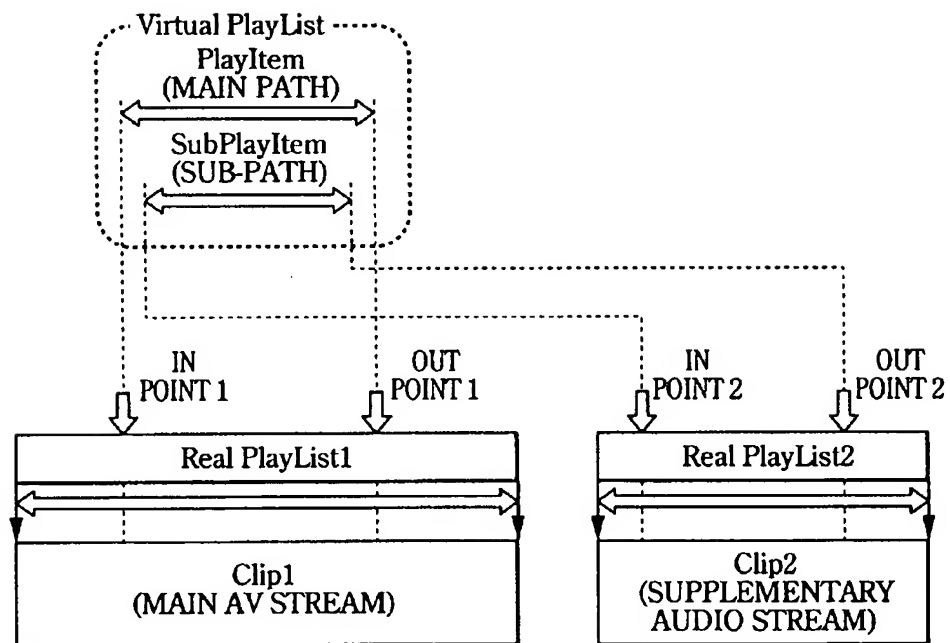 Virtual PlayList
PlayItem
(MAIN PATH)
SubPlayItem
(SUB-PATH)
IN
POINT 1
OUT
POINT 1
IN
POINT 2
OUT
POINT 2
Real PlayList1
Real PlayList2
Clip1
(MAIN AV STREAM)
Clip2
(SUPPLEMENTARY
AUDIO STREAM)